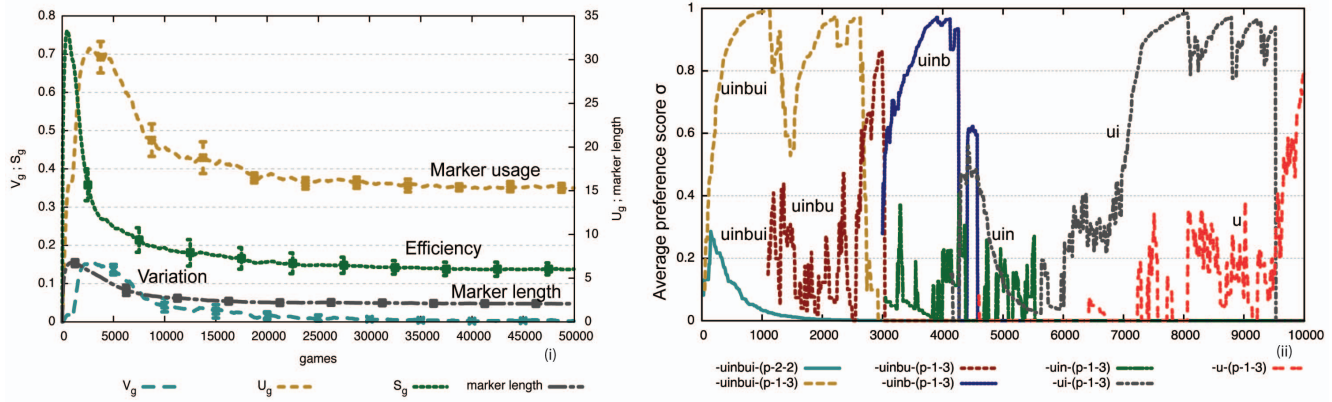 0.8
0.7
0.6
0.5
0.4
0.3
0.2
0.1
0
V_g ; S_g
35
30
25
20
15
10
5
0
U_g ; marker length
Marker usage
Efficiency
Variation
Marker length
0 5000 10000 15000 20000 25000 30000 35000 40000 45000 50000
games
(i)
V_g U_g S_g marker length
1
0.8
0.6
0.4
0.2
0
Average preference score σ
uinbui
uinbui
uinbu
uinb
uin
ui
u
0 1000 2000 3000 4000 5000 6000 7000 8000 9000 10000
(ii)
-uinbui-(p-2-2) -uinbu-(p-1-3) -uin-(p-1-3) -u-(p-1-3)
-uinbui-(p-1-3) -uinb-(p-1-3) -ui-(p-1-3)